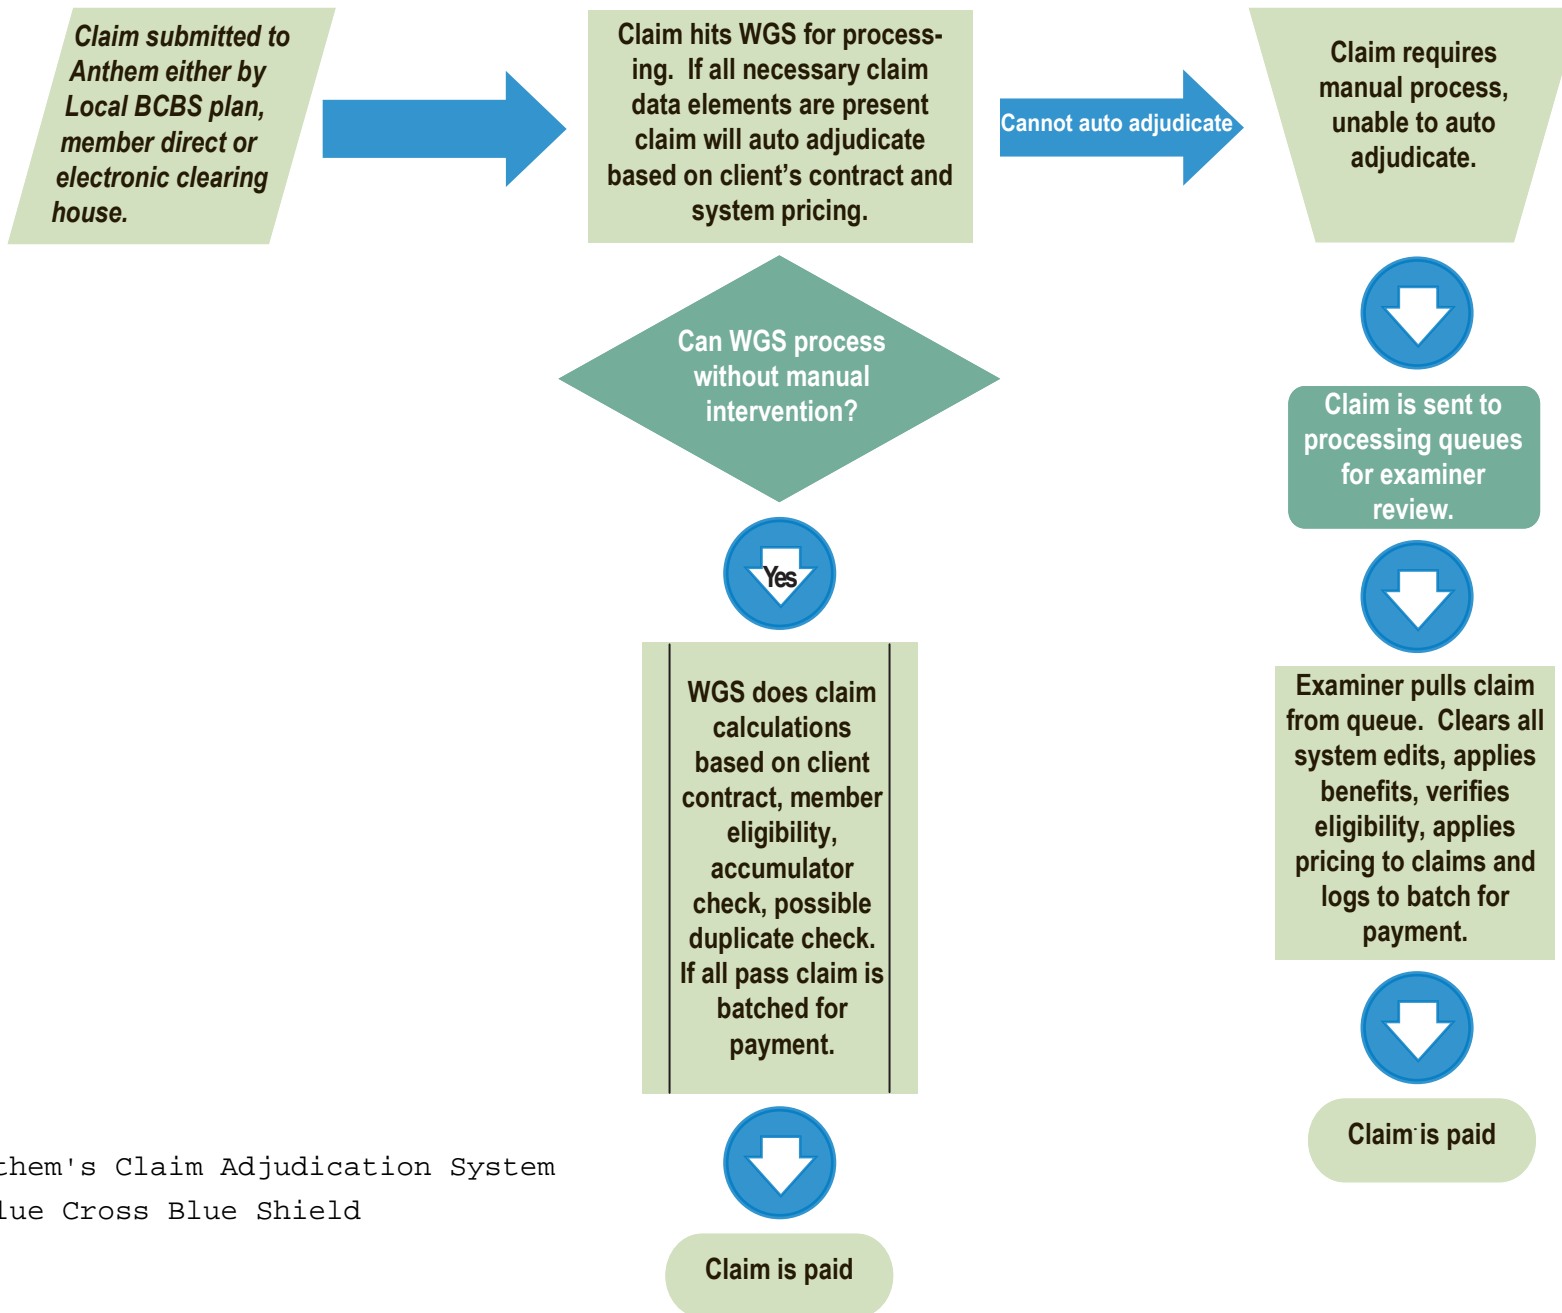 Claim submitted to
Anthem either by
Local BCBS plan,
member direct or
electronic clearing
house.
Claim hits WGS for process-
ing. If all necessary claim
data elements are present
claim will auto adjudicate
based on client's contract and
system pricing.
Cannot auto adjudicate
Claim requires
manual process,
unable to auto
adjudicate.
Can WGS process
without manual
intervention?
Yes
WGS does claim
calculations
based on client
contract, member
eligibility,
accumulator
check, possible
duplicate check.
If all pass claim is
batched for
payment.
Claim is paid
Claim is sent to
processing queues
for examiner
review.
Examiner pulls claim
from queue. Clears all
system edits, applies
benefits, verifies
eligibility, applies
pricing to claims and
logs to batch for
payment.
Claim is paid
them's Claim Adjudication System
lue Cross Blue Shield